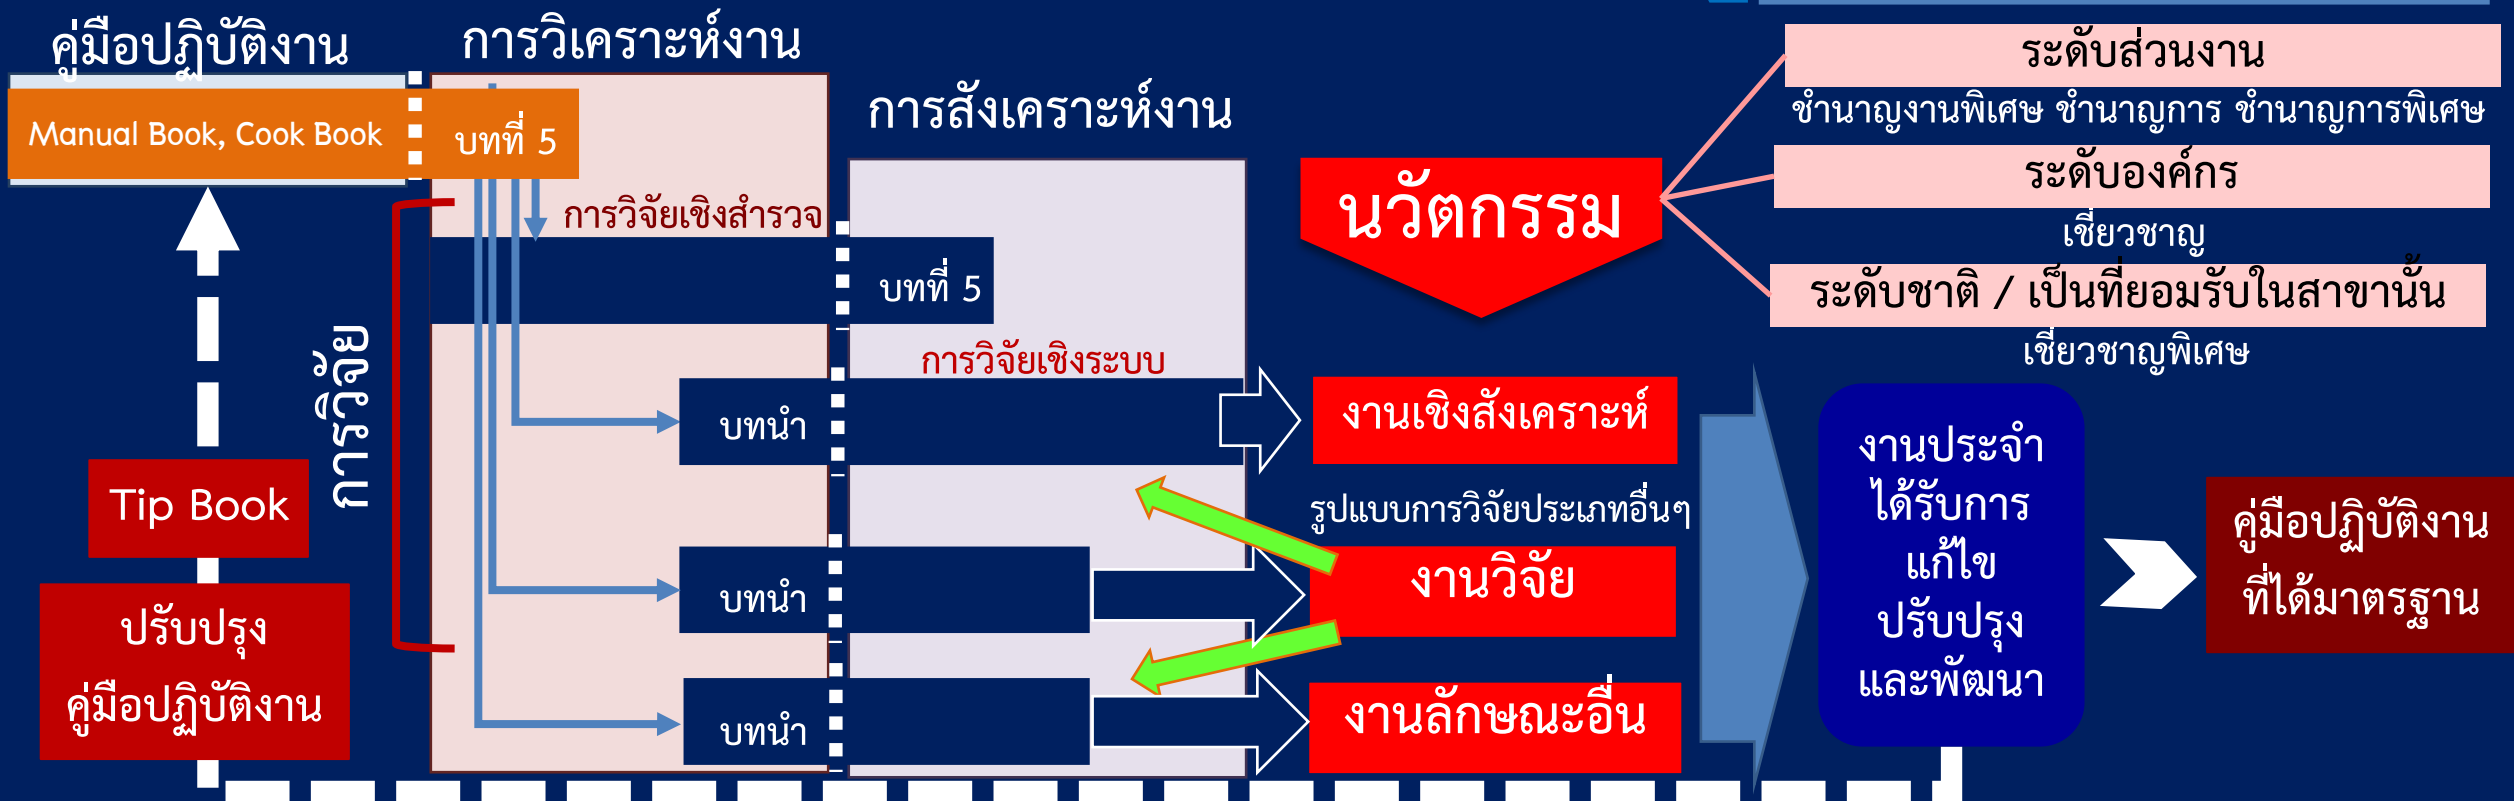 คู่มือปฏิบัติงาน
Manual Book, Cook Book
การวิเคราะห์งาน
บทที่ 5
การวิจัยเชิงสำรวจ
การสังเคราะห์งาน
บทที่ 5
การวิจัยเชิงระบบ
การวิจัย
Tip Book
ปรับปรุง
คู่มือปฏิบัติงาน
บทนำ
บทนำ
บทนำ
นวัตกรรม
ระดับส่วนงาน
ชำนาญงานพิเศษ ชำนาญการ ชำนาญการพิเศษ
ระดับองค์กร
เชี่ยวชาญ
ระดับชาติ / เป็นที่ยอมรับในสาขานั้น
เชี่ยวชาญพิเศษ
งานเชิงสังเคราะห์
รูปแบบการวิจัยประเภทอื่นๆ
งานวิจัย
งานลักษณะอื่น
งานประจำ
ได้รับการ
แก้ไข
ปรับปรุง
และพัฒนา
คู่มือปฏิบัติงาน
ที่ได้มาตรฐาน